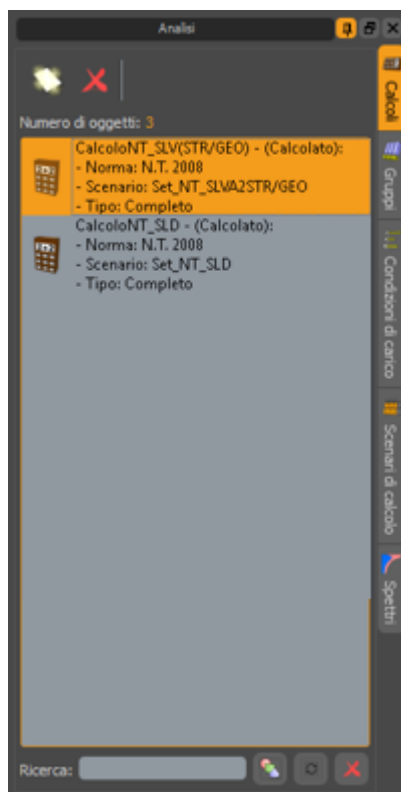 Analisi
Numero di oggetti: 3
CalcoloNT_SLV(STR/GEO) - (Calcolato):
- Norma: N.T. 2008
- Scenario: Set_NT_SLVA2STR/GEO
- Tipo: Completo
CalcoloNT_SLD - (Calcolato):
- Norma: N.T. 2008
- Scenario: Set_NT_SLD
- Tipo: Completo
Ricerca:
Calcoli
Gruppi
Condizioni di carico
Scenari di calcolo
Spettri